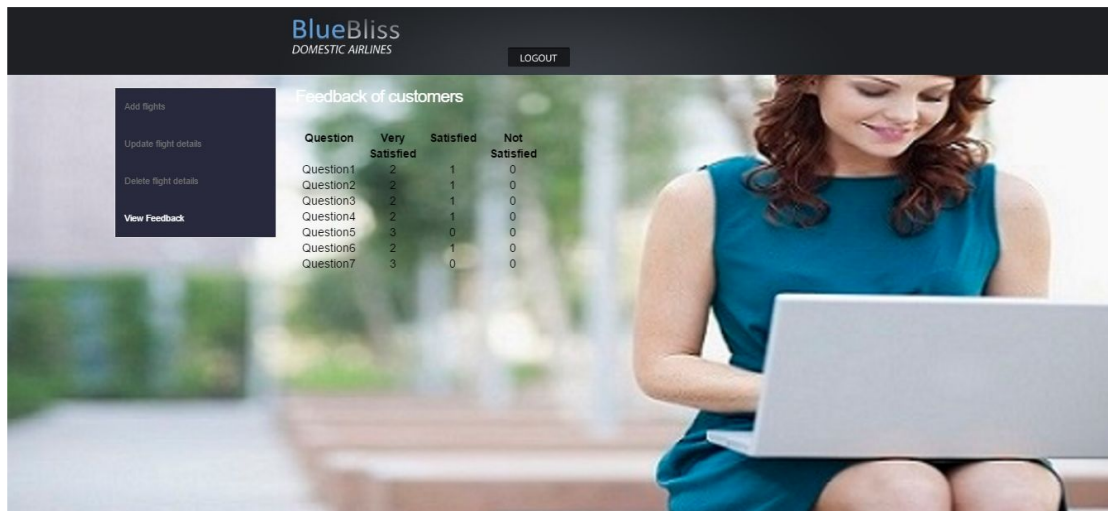 BlueBliss
DOMESTIC AIRLINES
LOGOUT
Add flights
Update flight details
Delete flight details
View Feedback
Feedback of customers
Question Very Satisfied Satisfied Not Satisfied
Question1 2 1 0
Question2 2 1 0
Question3 2 1 0
Question4 2 1 0
Question5 3 0 0
Question6 2 1 0
Question7 3 0 0